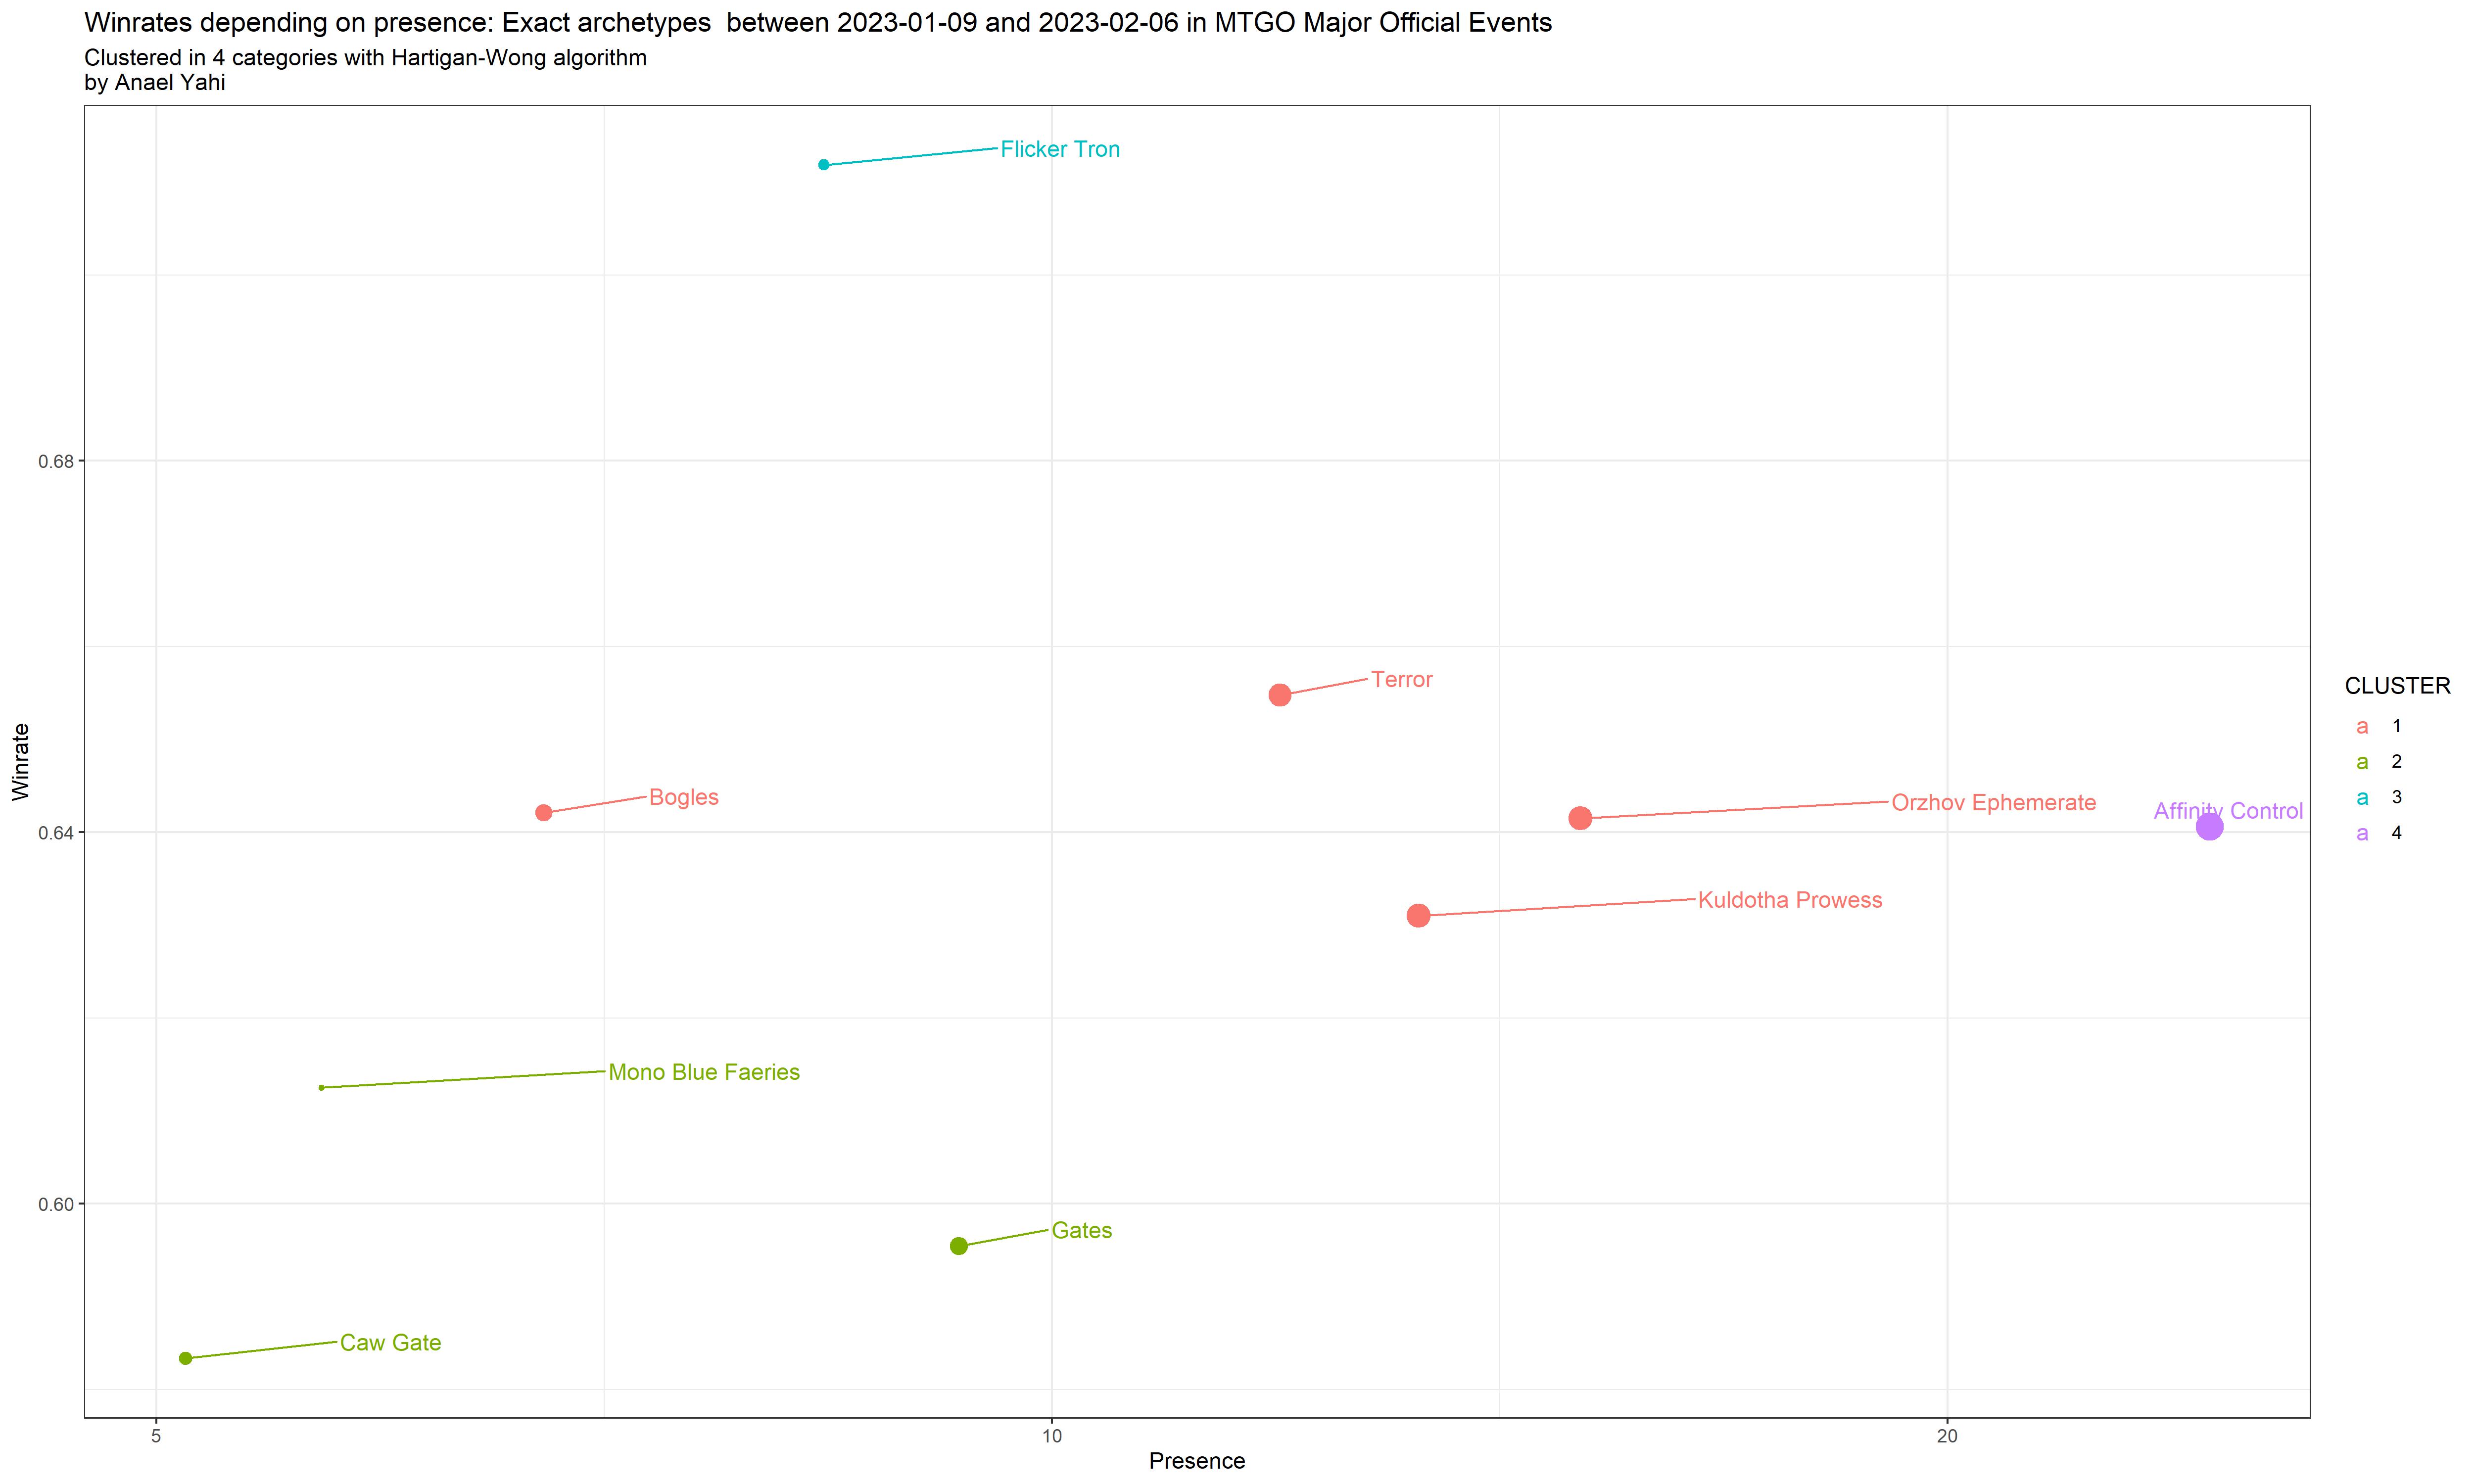 Winrates depending on presence: Exact archetypes  between 2023-01-09 and 2023-02-06 in MTGO Major Official Events
Clustered in 4 categories with Hartigan-Wong algorithm
by Anael Yahi
Flicker Tron
0.68
Terror
Bogles
Orzhov Ephemerate
Affinity Control
0.64
Kuldotha Prowess
Mono Blue Faeries
0.60
Gates
Caw Gate
Winrate
5
10
20
Presence
CLUSTER
a 1
a 2
a 3
a 4